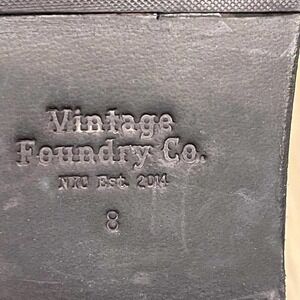 Vintage
Foundry Co.
NYC Est. 2014
8